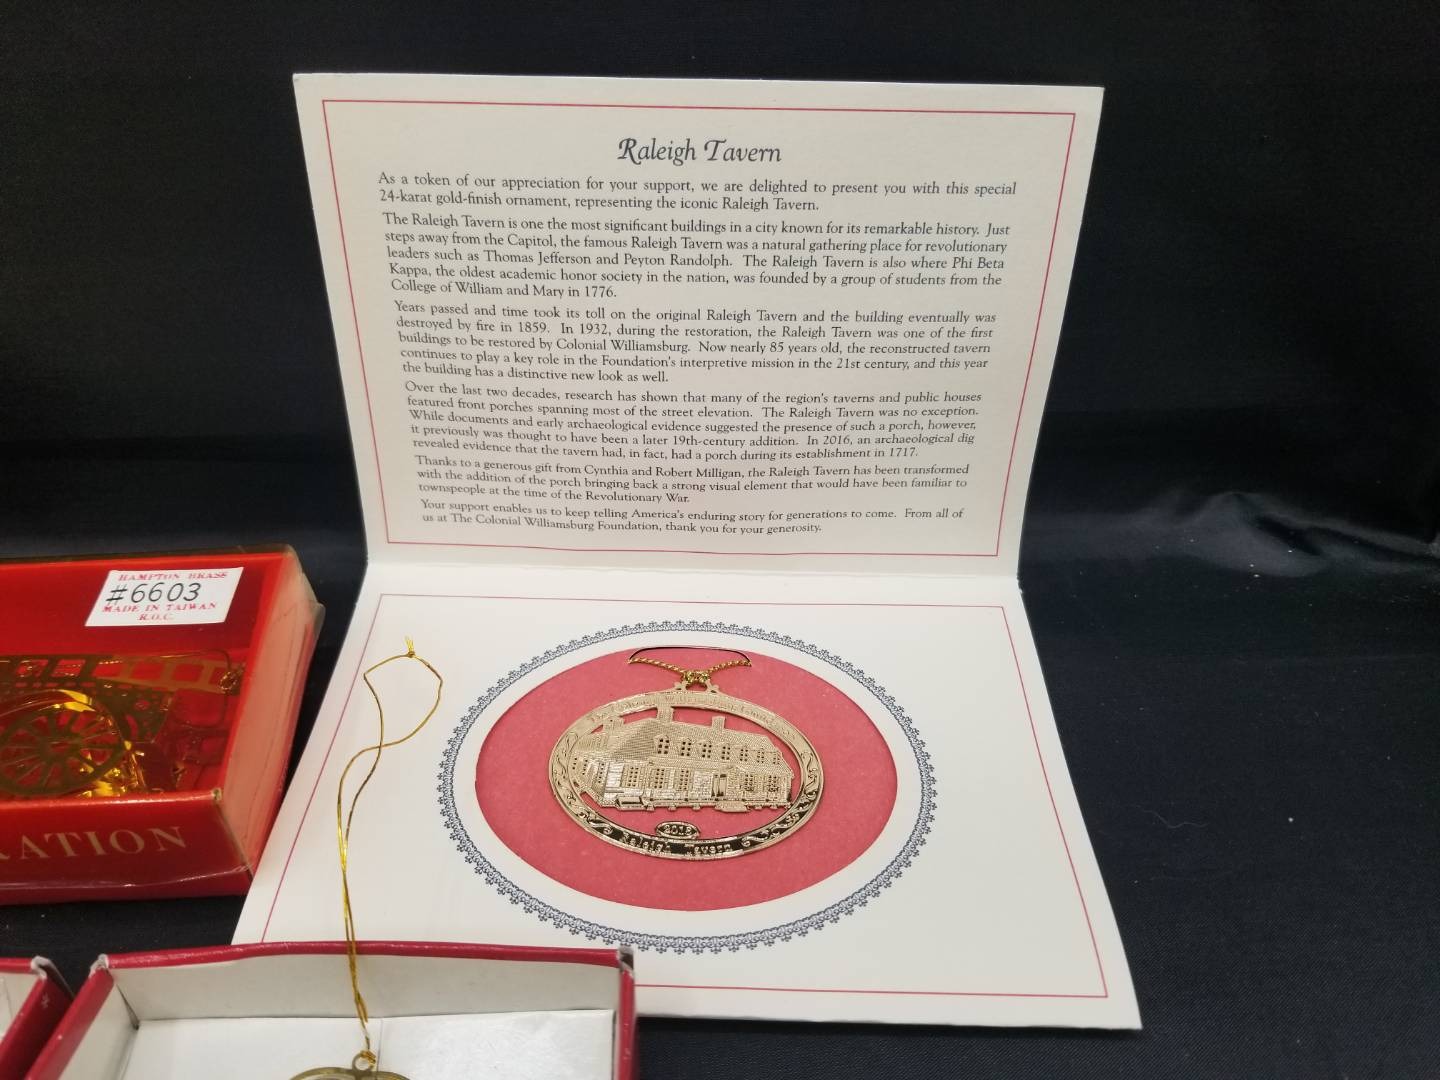 Raleigh Tavern
As a token of our appreciation for your support, we are delighted to present you with this special
24-karat gold-finish ornament, representing the iconic Raleigh Tavern.
The Raleigh Tavern is one the most significant buildings in a city known for its remarkable history. Just
steps away from the Capitol, the famous Raleigh Tavern was a natural gathering place for revolutionary
leaders such as Thomas Jefferson and Peyton Randolph. The Raleigh Tavern is also where Phi Beta
Kappa, the oldest academic honor society in the nation, was founded by a group of students from the
College of William and Mary in 1776.
Years passed and time took its toll on the original Raleigh Tavern and the building eventually was
destroyed by fire in 1859. In 1932, during the restoration, the Raleigh Tavern was one of the first
buildings to be restored by Colonial Williamsburg. Now nearly 85 years old, the reconstructed tavern
continues to play a key role in the Foundation's interpretive mission in the 21st century, and this year
the building has a distinctive new look as well.
Over the last two decades, research has shown that many of the region's taverns and public houses
featured front porches spanning most of the street elevation. The Raleigh Tavern was no exception.
While documents and early archaeological evidence suggested the presence of such a porch, however,
it previously was thought to have been a later 19th-century addition. In 2016, an archaeological dig
revealed evidence that the tavern had, in fact, had a porch during its establishment in 1717.
Thanks to a generous gift from Cynthia and Robert Milligan, the Raleigh Tavern has been transformed
with the addition of the porch bringing back a strong visual element that would have been familiar to
townspeople at the time of the Revolutionary War.
Your support enables us to keep telling America's enduring story for generations to come. From all of
us at The Colonial Williamsburg Foundation, thank you for your generosity.
HAMPTON BRASS
#6603
MADE IN TAIWAN
R.O.C.
RATION
Raleigh Tavern